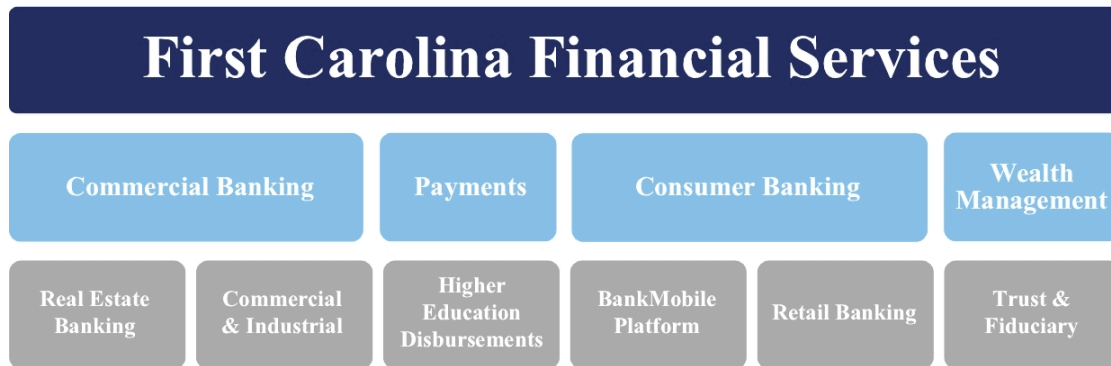 First Carolina Financial Services
Commercial Banking
Payments
Consumer Banking
Wealth
Management
Real Estate
Banking
Commercial
& Industrial
Higher
Education
Disbursements
BankMobile
Platform
Retail Banking
Trust &
Fiduciary